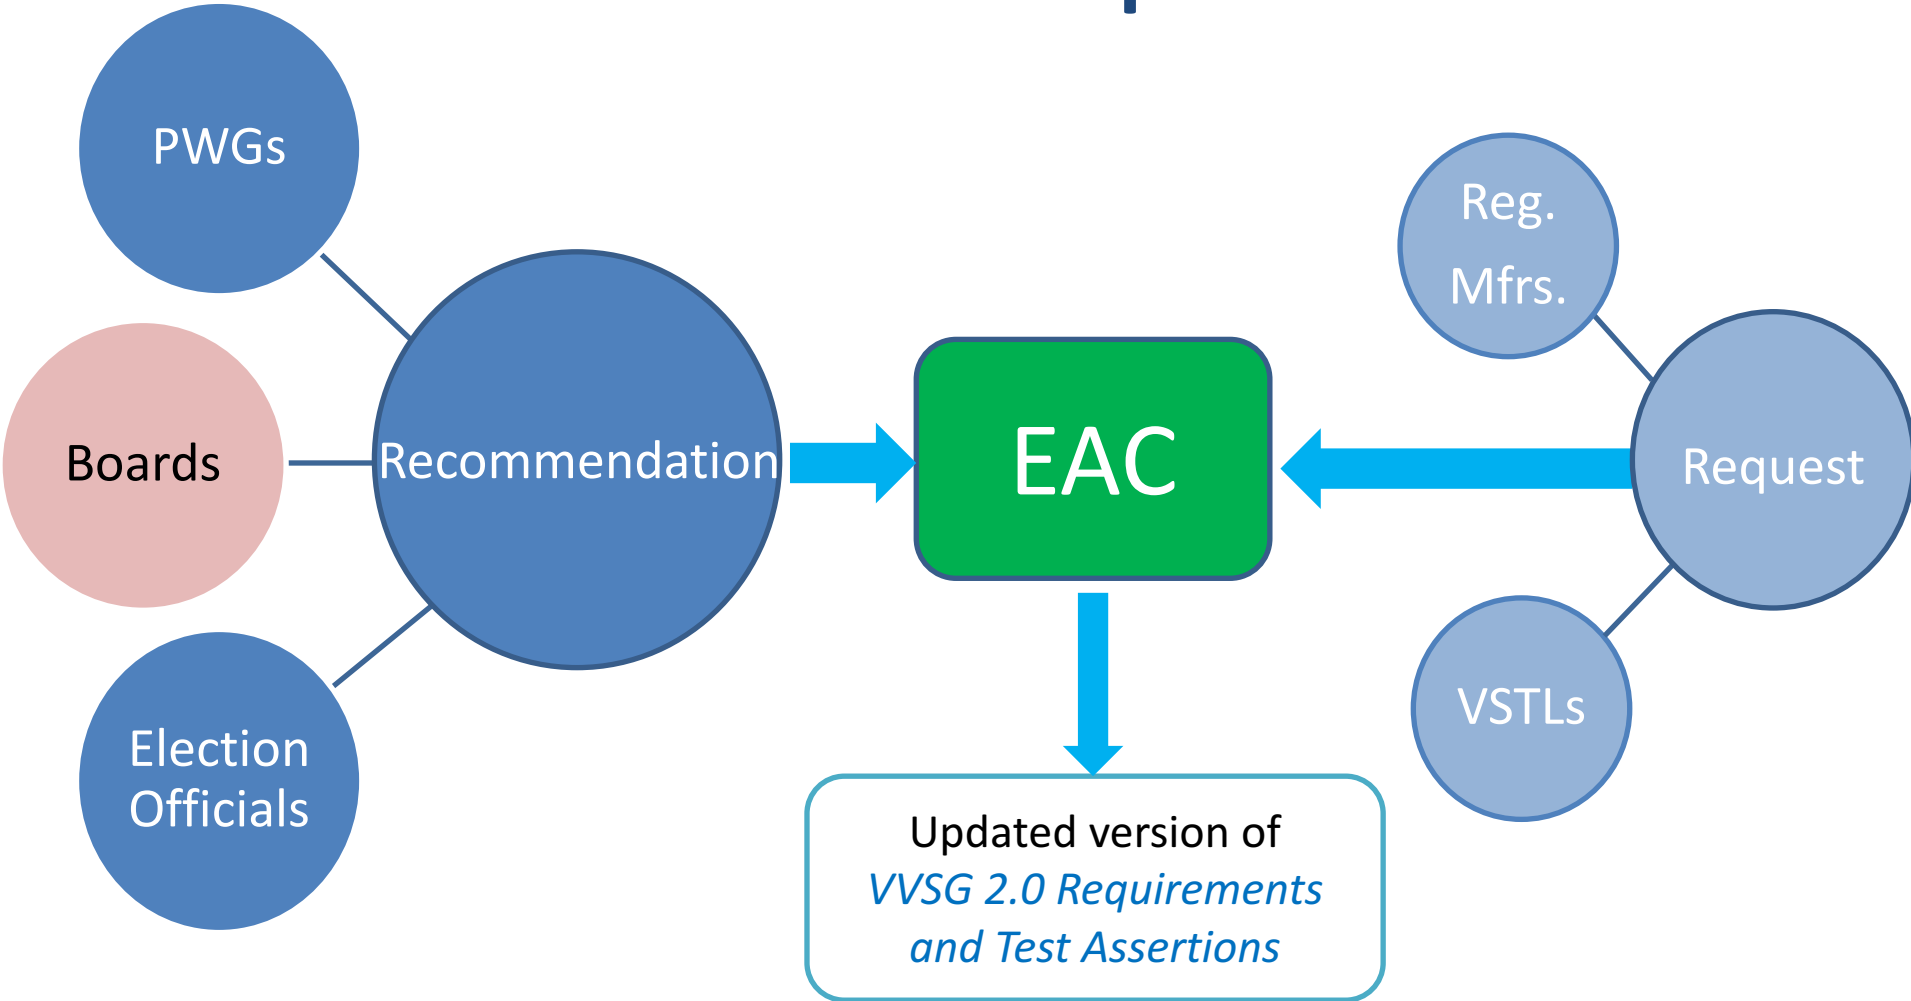 PWGs
Boards
Election
Officials
Recommendation
EAC
Reg.
Mfrs.
Request
VSTLs
Updated version of
VVSG 2.0 Requirements
and Test Assertions